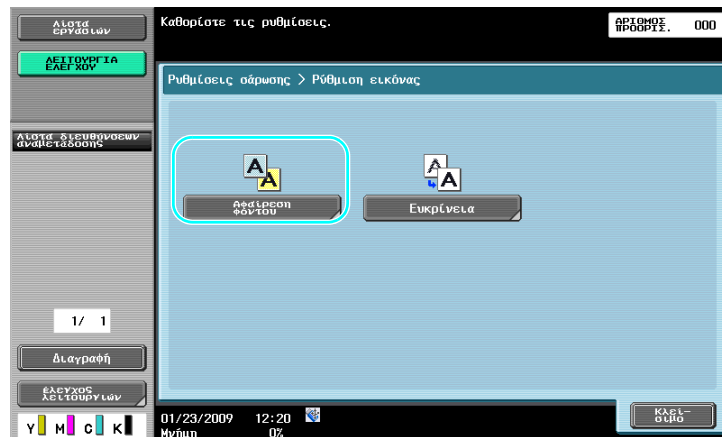 Λίστα
εργασιών
Καθορίστε τις ρυθμίσεις.
ΑΡΙΘΜΟΣ
ΠΡΟΟΡΙΣ.
000
ΛΕΙΤΟΥΡΓΙΑ
ΕΛΕΓΧΟΥ
Ρυθμίσεις σάρωσης > Ρύθμιση εικόνας
Λίστα διευθύνσεων
αναμετάδοσης
Αφαίρεση
φόντου
Ευκρίνεια
1/ 1
Διαγραφή
έλεγχος
λειτουργιών
Y M C K
01/23/2009 12:20
Μνήμη 0%
Κλεί-
σιμο